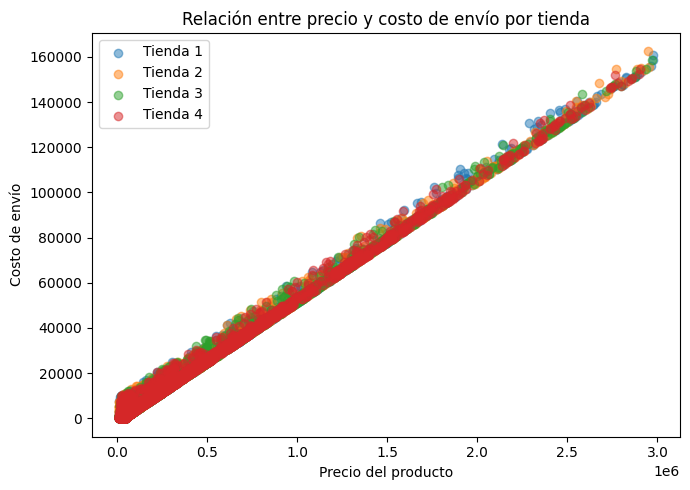 Relación entre precio y costo de envío por tienda
Tienda 1
Tienda 2
Tienda 3
Tienda 4
Costo de envío
160000
140000
120000
100000
80000
60000
40000
20000
0
0.0 0.5 1.0 1.5 2.0 2.5 3.0
1e6
Precio del producto